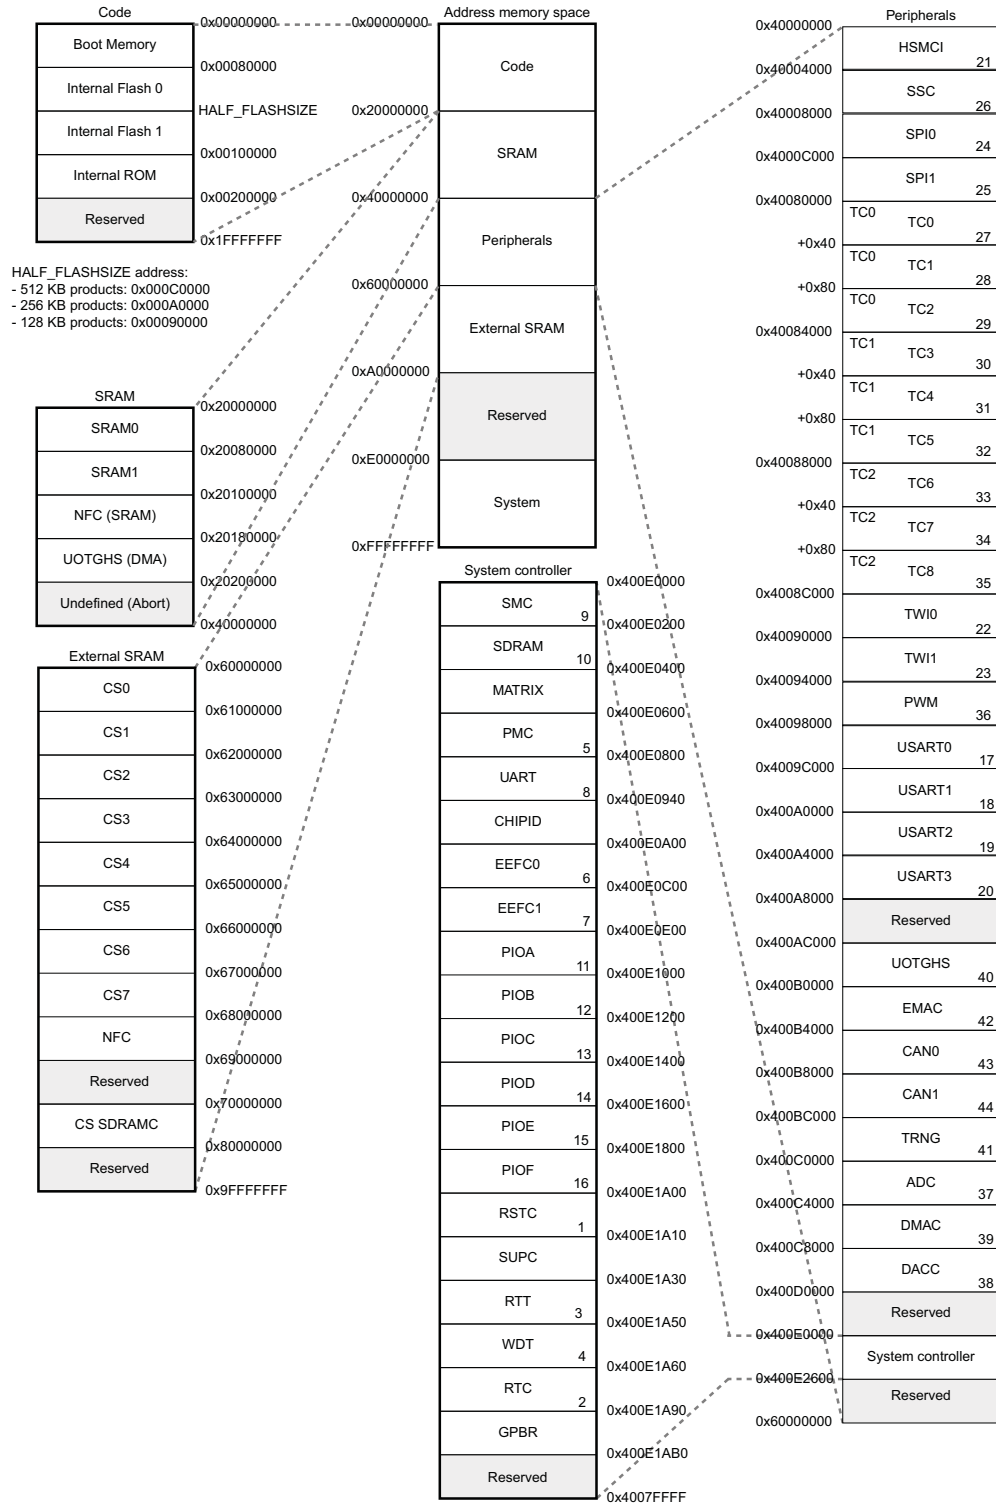 Code
0x00000000
Boot Memory
0x00080000
Internal Flash 0
HALF_FLASHSIZE
Internal Flash 1
0x00100000
Internal ROM
0x00200000
Reserved
0x1FFFFFFF
HALF_FLASHSIZE address:
- 512 KB products: 0x000C0000
- 256 KB products: 0x000A0000
- 128 KB products: 0x00090000
SRAM
0x20000000
SRAM0
0x20080000
SRAM1
0x20100000
NFC (SRAM)
0x20180000
UOTGHS (DMA)
0x20200000
Undefined (Abort)
0x40000000
External SRAM
0x60000000
CS0
0x61000000
CS1
0x62000000
CS2
0x63000000
CS3
0x64000000
CS4
0x65000000
CS5
0x66000000
CS6
0x67000000
CS7
0x68000000
NFC
0x69000000
Reserved
0x70000000
CS SDRAMC
0x80000000
Reserved
0x9FFFFFFF
Address memory space
0x00000000
Code
0x20000000
SRAM
0x40000000
Peripherals
0x60000000
External SRAM
0xA0000000
Reserved
0xE0000000
System
0xFFFFFFFF
System controller
0x400E0000
SMC
9
0x400E0200
SDRAM
10
0x400E0400
MATRIX
0x400E0600
PMC
5
0x400E0800
UART
8
0x400E0940
CHIPID
0x400E0A00
EEFC0
6
0x400E0C00
EEFC1
7
0x400E0E00
PIOA
11
0x400E1000
PIOB
12
0x400E1200
PIOC
13
0x400E1400
PIOD
14
0x400E1600
PIOE
15
0x400E1800
PIOF
16
0x400E1A00
RSTC
1
0x400E1A10
SUPC
0x400E1A30
RTT
3
0x400E1A50
WDT
4
0x400E1A60
RTC
2
0x400E1A90
GPBR
0x400E1AB0
Reserved
0x4007FFFF
Peripherals
0x40000000
HSMCI
21
0x40004000
SSC
26
0x40008000
SPI0
24
0x4000C000
SPI1
25
0x40080000
TC0
TC0
27
+0x40
TC0
TC1
28
+0x80
TC0
TC2
29
0x40084000
TC1
TC3
30
+0x40
TC1
TC4
31
+0x80
TC1
TC5
32
0x40088000
TC2
TC6
33
+0x40
TC2
TC7
34
+0x80
TC2
TC8
35
0x4008C000
TWI0
22
0x40090000
TWI1
23
0x40094000
PWM
36
0x40098000
USART0
17
0x4009C000
USART1
18
0x400A0000
USART2
19
0x400A4000
USART3
20
0x400A8000
Reserved
0x400AC000
UOTGHS
40
0x400B0000
EMAC
42
0x400B4000
CAN0
43
0x400B8000
CAN1
44
0x400BC000
TRNG
41
0x400C0000
ADC
37
0x400C4000
DMAC
39
0x400C8000
DACC
38
0x400D0000
Reserved
0x400E0000
System controller
0x400E2600
Reserved
0x60000000